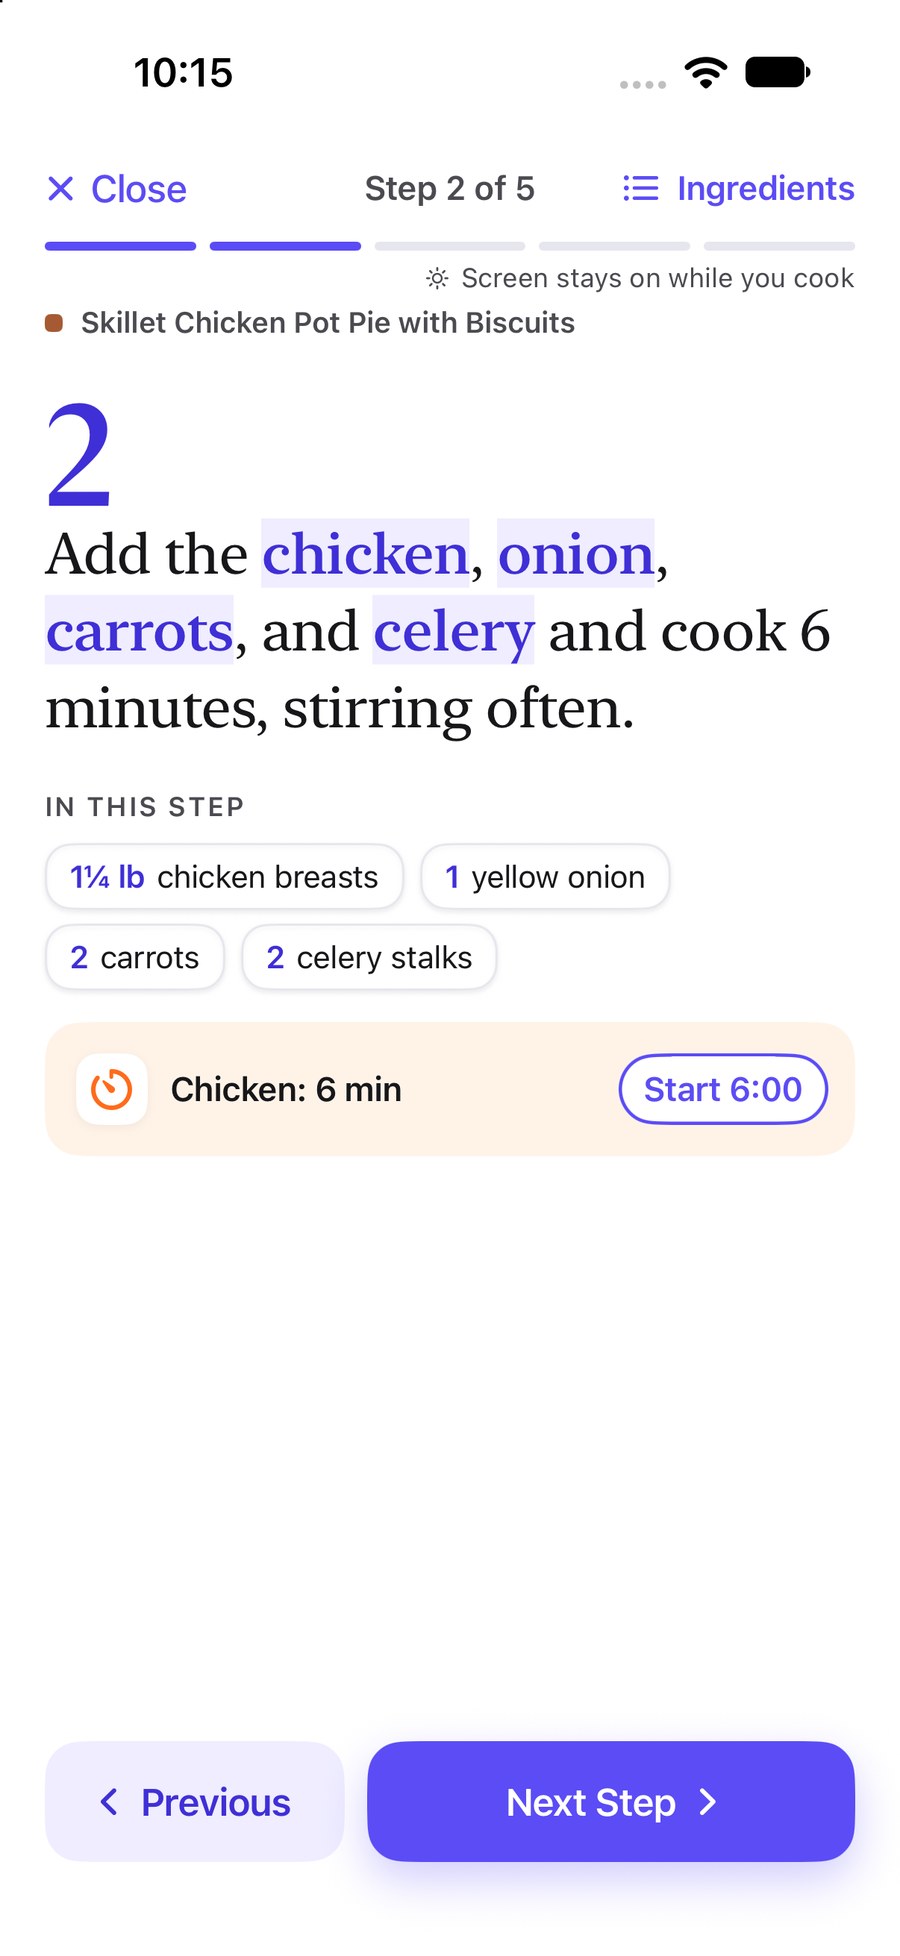 10:15
Close
Step 2 of 5
Ingredients
Screen stays on while you cook
Skillet Chicken Pot Pie with Biscuits
2
Add the chicken, onion,
carrots, and celery and cook 6
minutes, stirring often.
IN THIS STEP
1¼ lb chicken breasts
1 yellow onion
2 carrots
2 celery stalks
Chicken: 6 min
Start 6:00
Previous
Next Step